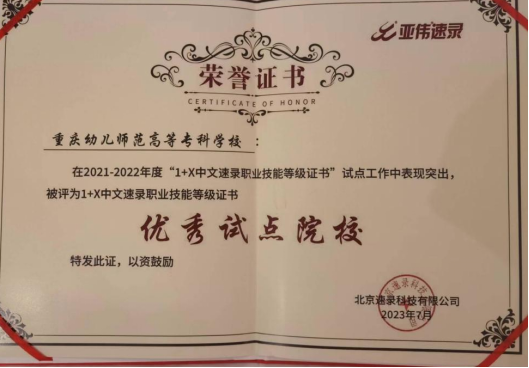 亚伟速录
荣誉证书
CERTIFICATE OF HONOR
重庆幼儿师范高等专科学校：
在2021-2022年度“1+X中文速录职业技能等级证书”试点工作中表现突出，
被评为1+X中文速录职业技能等级证书
优秀试点院校
特发此证，以资鼓励
北京速录科技有限公司
2023年7月